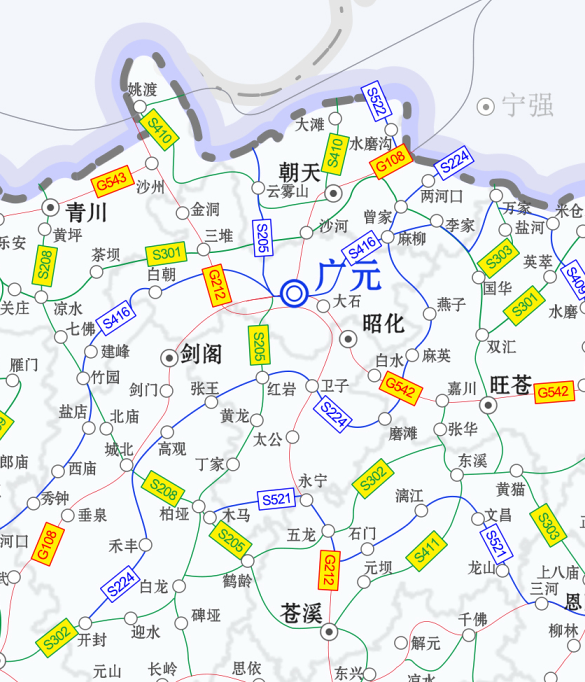 姚渡
S522
宁强
大滩
水磨沟
S410
S410
G108
S224
朝天
沙州
G543
云雾山
两河口
万家
米仓
青川
金洞
曾家
李家
盐河
黄坪
三堆
S205
沙河
麻柳
乐安
S301
S416
S303
S208
茶坝
英萃
白朝
G212
广元
国华
S409
关庄
凉水
大石
燕子
S301
水磨
S416
七佛
昭化
双汇
建峰
剑阁
S205
白水
麻英
雁门
竹园
G542
嘉川
旺苍
G542
剑门
张王
红岩
卫子
盐店
北庙
黄龙
S224
磨滩
张华
太公
高观
郎庙
城北
丁家
东溪
西庙
S302
黄猫
S208
永宁
秀钟
柏垭
木马
S521
漓江
垂泉
文昌
S303
河口
G108
禾丰
S205
五龙
石门
S411
S521
上八庙
武
S224
白龙
鹤龄
G212
元坝
龙山
三河
恩
碑垭
苍溪
千佛
S302
开封
迎水
解元
柳林
元山
长岭
思依
东兴
凉水